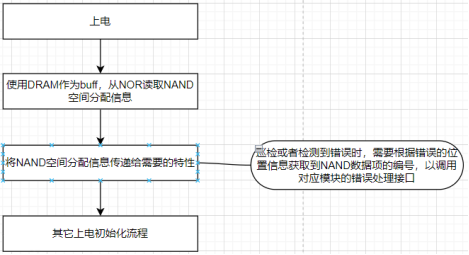 上电
使用DRAM作为buff，从NOR读取NAND
空间分配信息
将NAND空间分配信息传递给需要的特性
巡检或者检测到错误时，需要根据错误的位
置信息获取到NAND数据项的编号，以调用
对应模块的错误处理接口
其它上电初始化流程